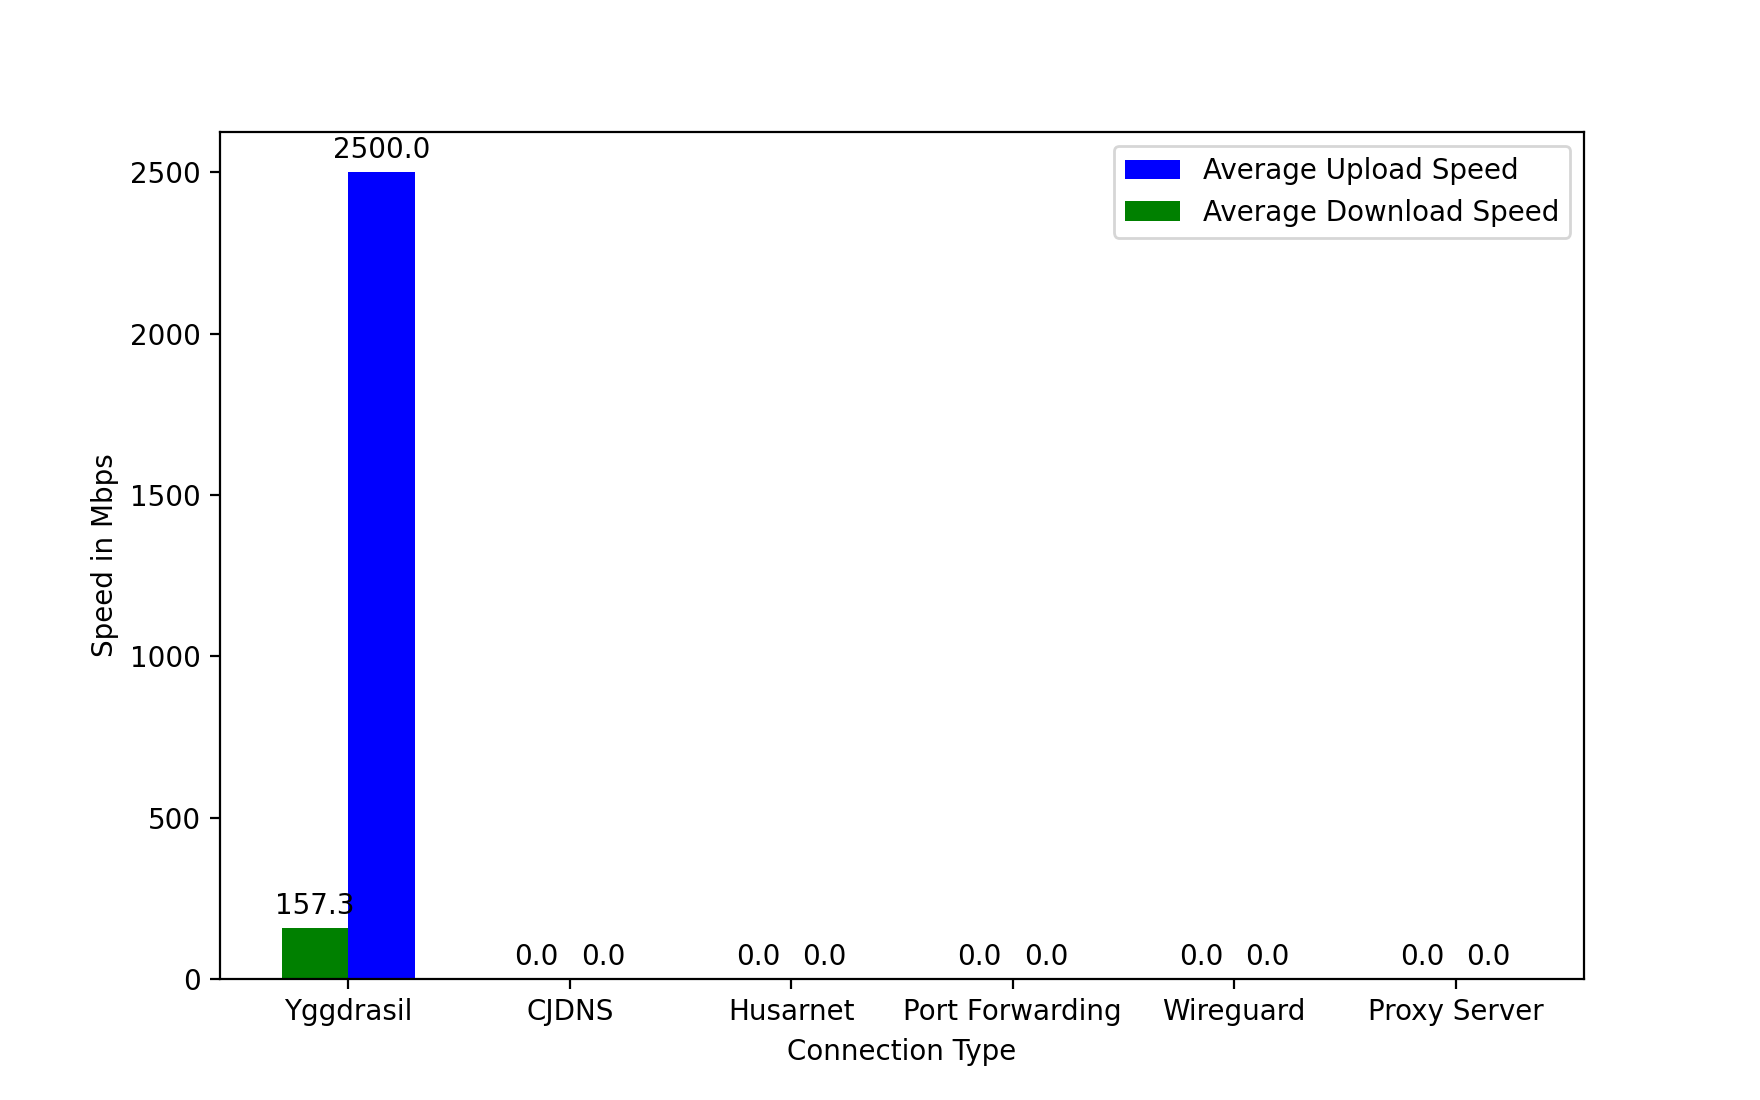 2500.0
2500
Average Upload Speed
Average Download Speed
2000
1500
Speed in Mbps
1000
500
157.3
0.0 0.0 0.0 0.0 0.0 0.0 0.0 0.0 0.0 0.0
0
Yggdrasil CJDNS Husarnet Port Forwarding Wireguard Proxy Server
Connection Type